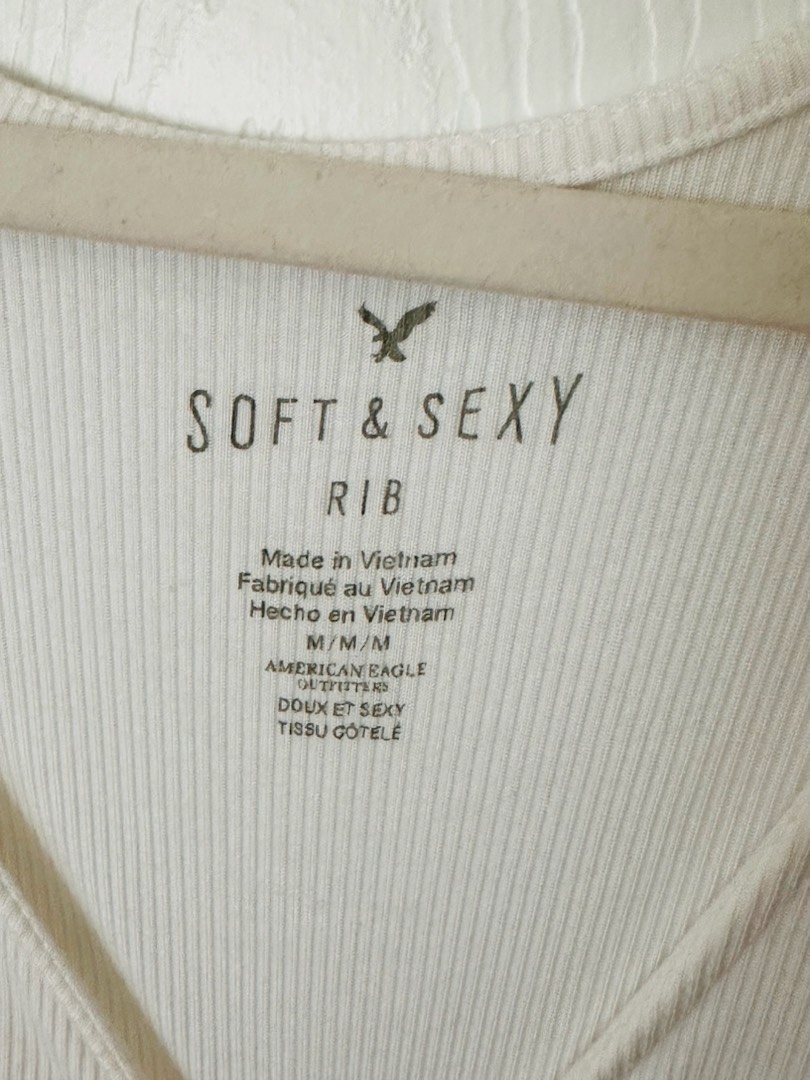 SOFT & SEXY
RIB
Made in Vietnam
Fabriqué au Vietnam
Hecho en Vietnam
M/M/M
AMERICAN EAGLE
OUTFITTERS
DOUX ET SEXY
TISSU CÔTELÉ